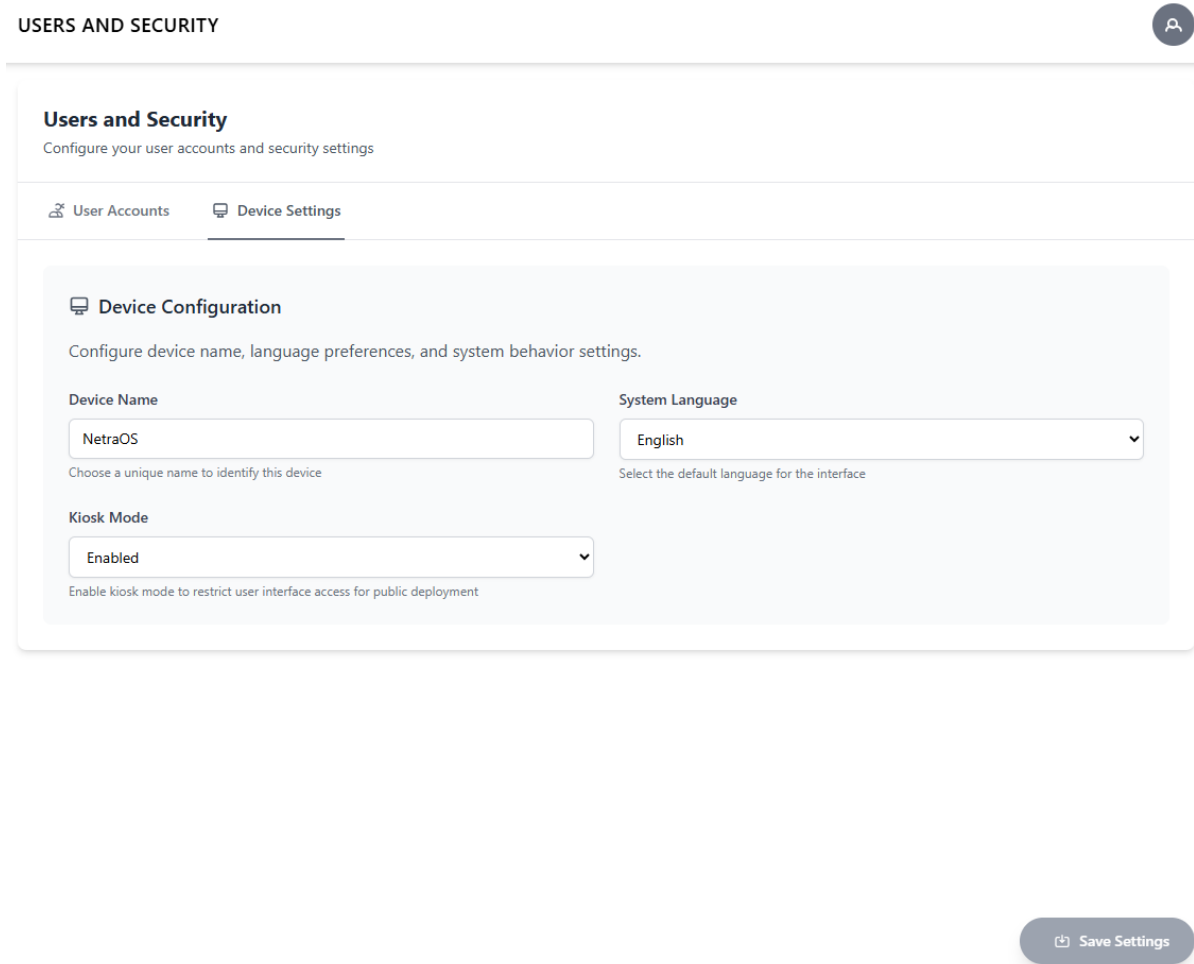 USERS AND SECURITY
Users and Security
Configure your user accounts and security settings
User Accounts
Device Settings
Device Configuration
Configure device name, language preferences, and system behavior settings.
Device Name
NetraOS
Choose a unique name to identify this device
System Language
English
Select the default language for the interface
Kiosk Mode
Enabled
Enable kiosk mode to restrict user interface access for public deployment
Save Settings